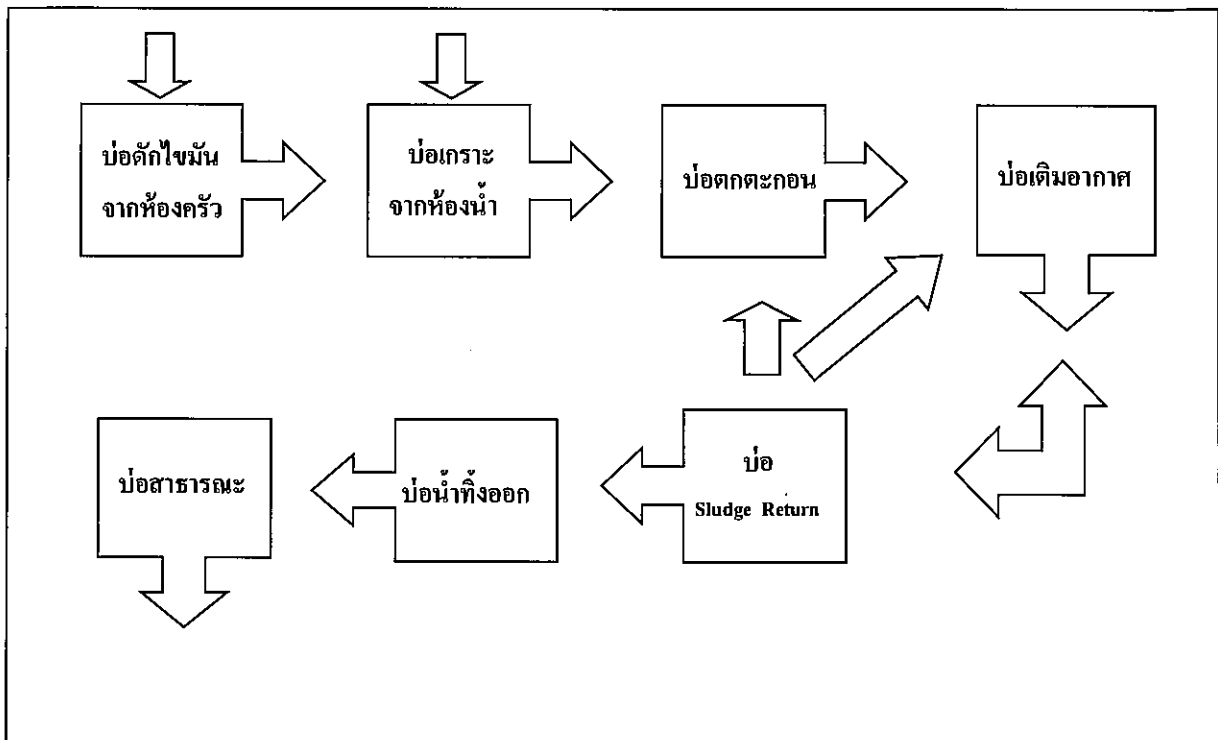 บ่อดักไขมัน
จากห้องครัว
บ่อเกราะ
จากห้องน้ำ
บ่อตกตะกอน
บ่อเติมอากาศ
บ่อสาธารณะ
บ่อน้ำทิ้งออก
บ่อ
Sludge Return